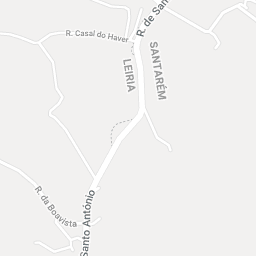 R. de San
R. Casal do Haver
LEIRIA
SANTARÉM
R. da Boavista
Santo António